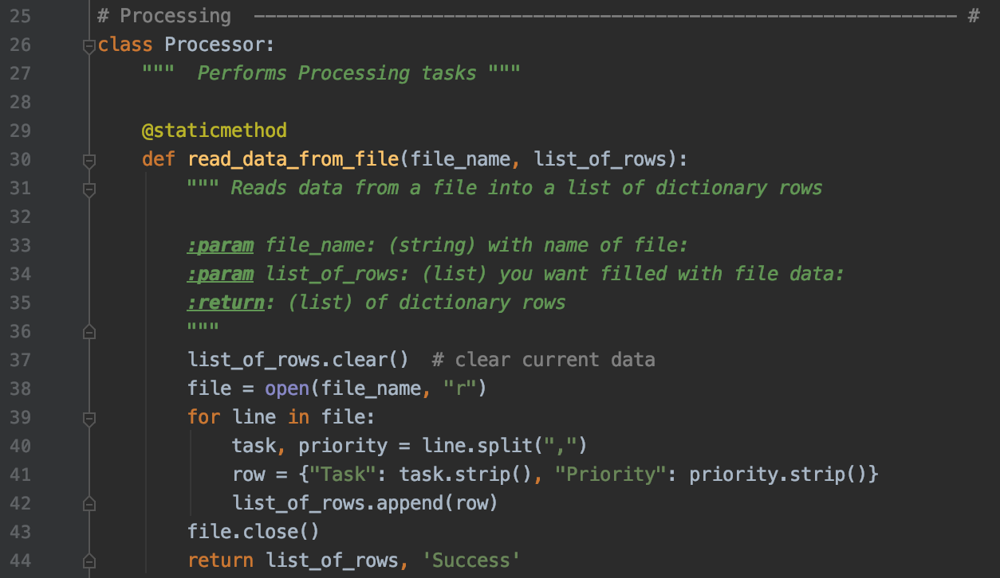 25 # Processing  --------------------------------------------------------------- #
26 class Processor:
27     """  Performs Processing tasks """
28
29     @staticmethod
30     def read_data_from_file(file_name, list_of_rows):
31         """ Reads data from a file into a list of dictionary rows
32
33         :param file_name: (string) with name of file:
34         :param list_of_rows: (list) you want filled with file data:
35         :return: (list) of dictionary rows
36         """
37         list_of_rows.clear()  # clear current data
38         file = open(file_name, "r")
39         for line in file:
40             task, priority = line.split(",")
41             row = {"Task": task.strip(), "Priority": priority.strip()}
42             list_of_rows.append(row)
43         file.close()
44         return list_of_rows, 'Success'